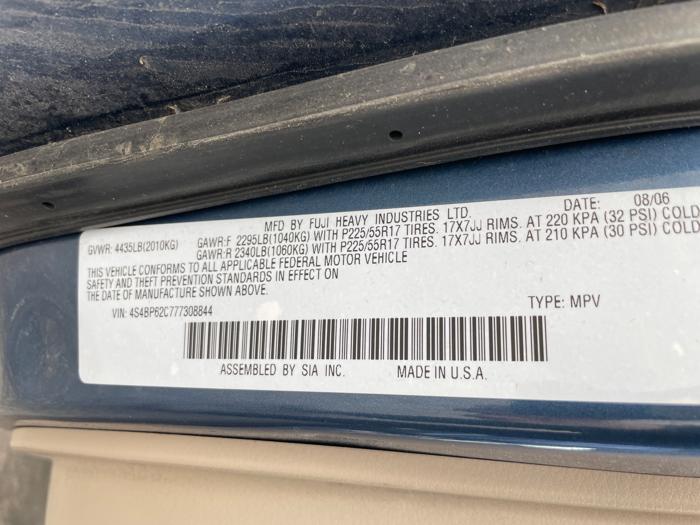 MFD BY FUJI HEAVY INDUSTRIES LTD. DATE: 08/06
GVWR: 4435LB(2010KG) GAWR:F 2295LB(1040KG) WITH P225/55R17 TIRES. 17X7JJ RIMS. AT 220 KPA (32 PSI) COLD
GAWR:R 2340LB(1060KG) WITH P225/55R17 TIRES. 17X7JJ RIMS. AT 210 KPA (30 PSI) COLD
THIS VEHICLE CONFORMS TO ALL APPLICABLE FEDERAL MOTOR VEHICLE
SAFETY AND THEFT PREVENTION STANDARDS IN EFFECT ON
THE DATE OF MANUFACTURE SHOWN ABOVE.
VIN: 4S4BP62C777308844 TYPE: MPV
ASSEMBLED BY SIA INC. MADE IN U.S.A.